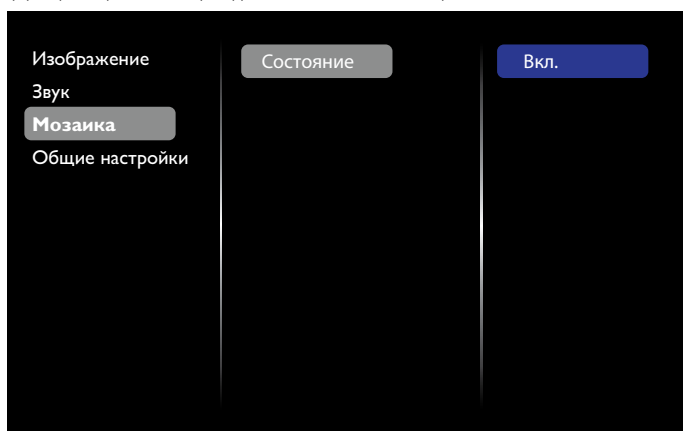 Изображение
Звук
Мозаика
Общие настройки
Состояние
Вкл.